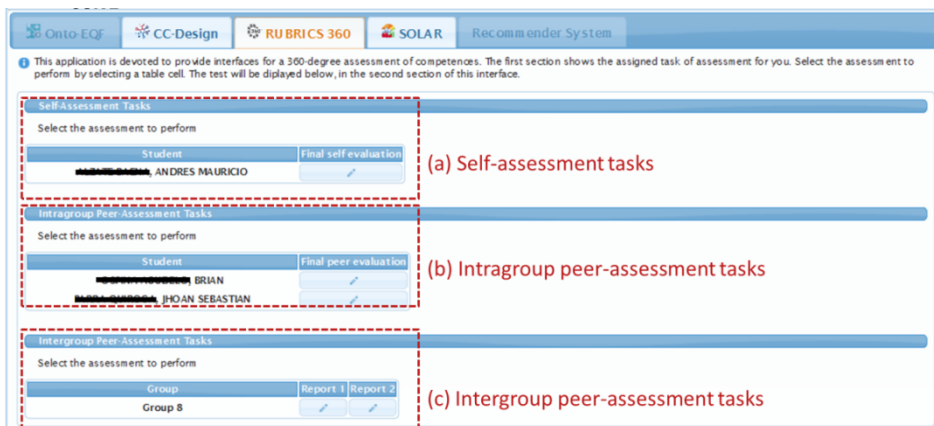 Onto-EQF CC-Design RUBRICS 360 SOLAR Recommender System
This application is devoted to provide interfaces for a 360-degree assessment of competences. The first section shows the assigned task of assessment for you. Select the assessment to
perform by selecting a table cell. The test will be diplayed below, in the second section of this interface.
Self-Assessment Tasks
Select the assessment to perform
Student Final self evaluation
, ANDRES MAURICIO
(a) Self-assessment tasks
Intragroup Peer-Assessment Tasks
Select the assessment to perform
Student Final peer evaluation
, BRIAN
, JHOAN SEBASTIAN
(b) Intragroup peer-assessment tasks
Intergroup Peer-Assessment Tasks
Select the assessment to perform
Group Report 1 Report 2
Group 8
(c) Intergroup peer-assessment tasks